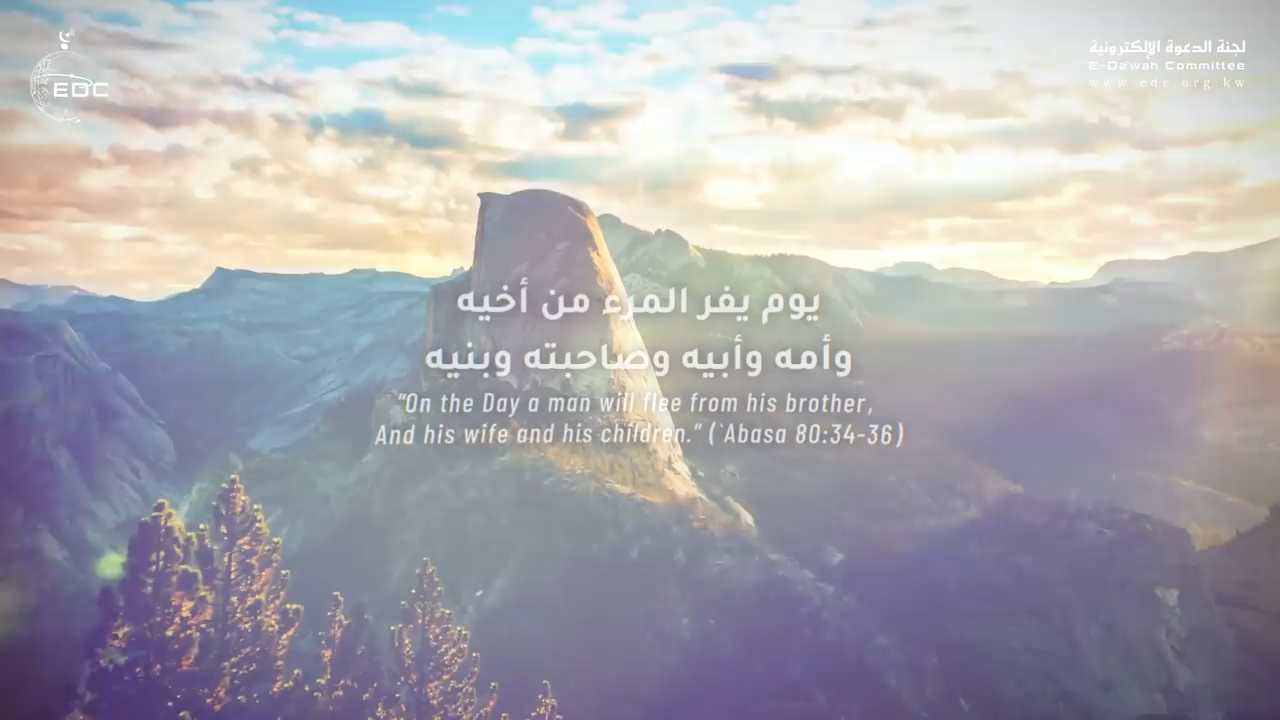 EDC
لجنة الدعوة الإلكترونية
E-Da'wah Committee
www.edc.org.kw
يوم يفر المرء من أخيه
وأمه وأبيه وصاحبته وبنيه
“On the Day a man will flee from his brother,
And his wife and his children.” (`Abasa 80:34-36)